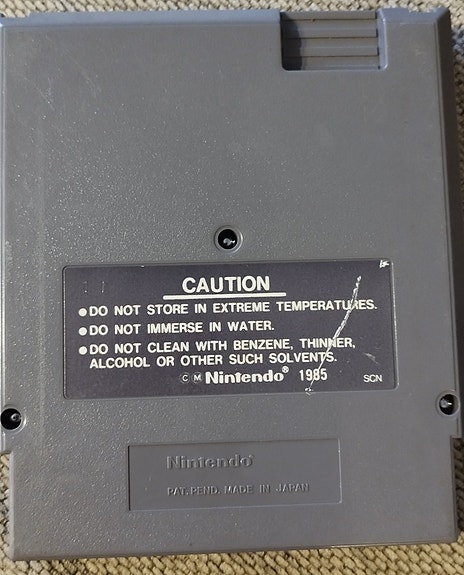 CAUTION
●DO NOT STORE IN EXTREME TEMPERATURES.
●DO NOT IMMERSE IN WATER.
●DO NOT CLEAN WITH BENZENE, THINNER,
ALCOHOL OR OTHER SUCH SOLVENTS.
ⒸⓂ Nintendo® 1985 SCN
Nintendo®
PAT. PEND. MADE IN JAPAN